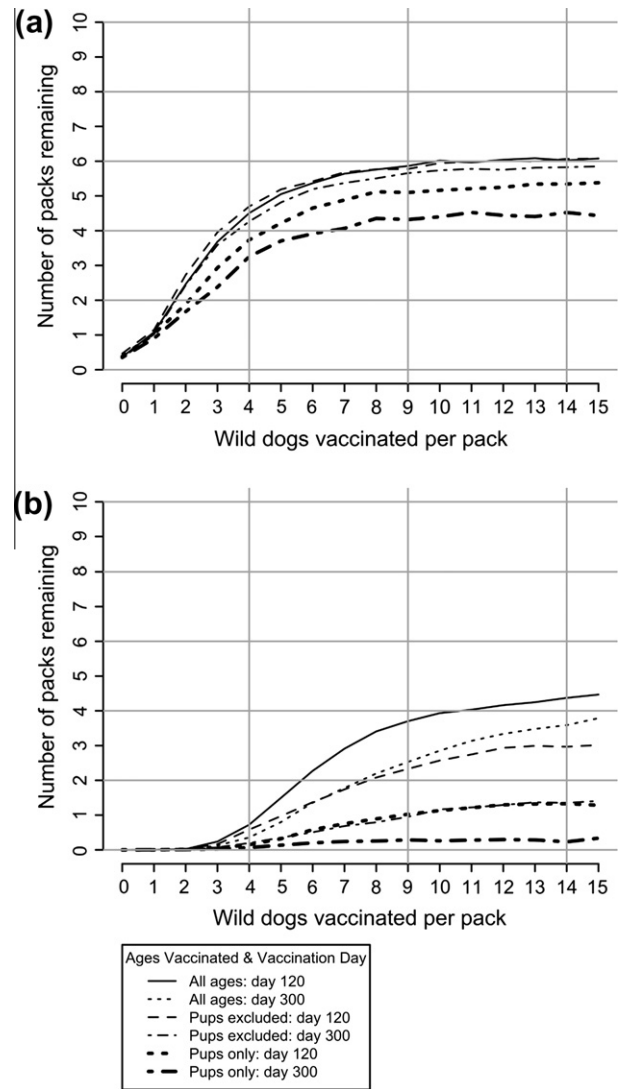 (a)
Number of packs remaining
0 1 2 3 4 5 6 7 8 9 10
0 1 2 3 4 5 6 7 8 9 10 11 12 13 14 15
Wild dogs vaccinated per pack
(b)
Number of packs remaining
0 1 2 3 4 5 6 7 8 9 10
0 1 2 3 4 5 6 7 8 9 10 11 12 13 14 15
Wild dogs vaccinated per pack
Ages Vaccinated & Vaccination Day
All ages: day 120
All ages: day 300
Pups excluded: day 120
Pups excluded: day 300
Pups only: day 120
Pups only: day 300